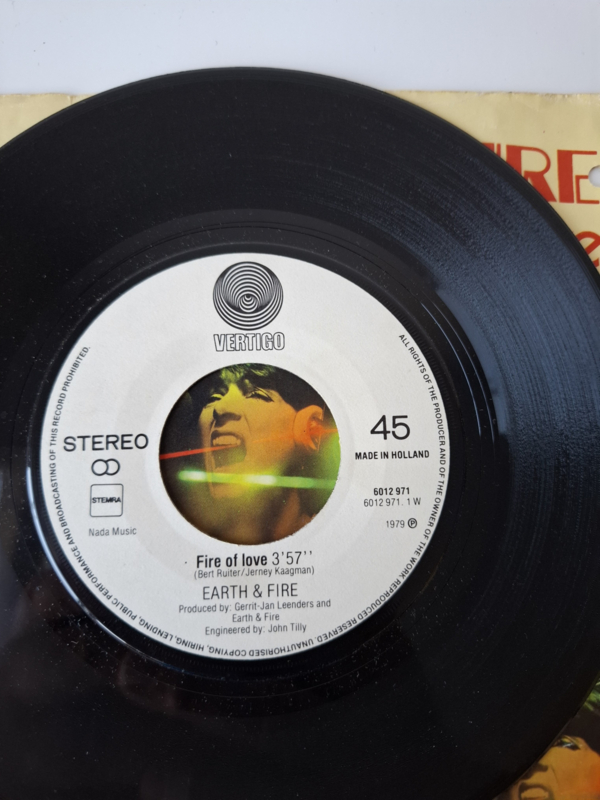 RE
e
VERTIGO
ALL RIGHTS OF THE PRODUCER AND OF THE OWNER OF THE WORK REPRODUCED RESERVED. UNAUTHORISED COPYING, HIRING, LENDING, PUBLIC PERFORMANCE AND BROADCASTING OF THIS RECORD PROHIBITED.
STEREO
STEMRA
Nada Music
45
MADE IN HOLLAND
6012 971
6012 971. 1 W
1979 ℗
Fire of love 3'57''
(Bert Ruiter/Jerney Kaagman)
EARTH & FIRE
Produced by: Gerrit-Jan Leenders and
Earth & Fire
Engineered by: John Tilly